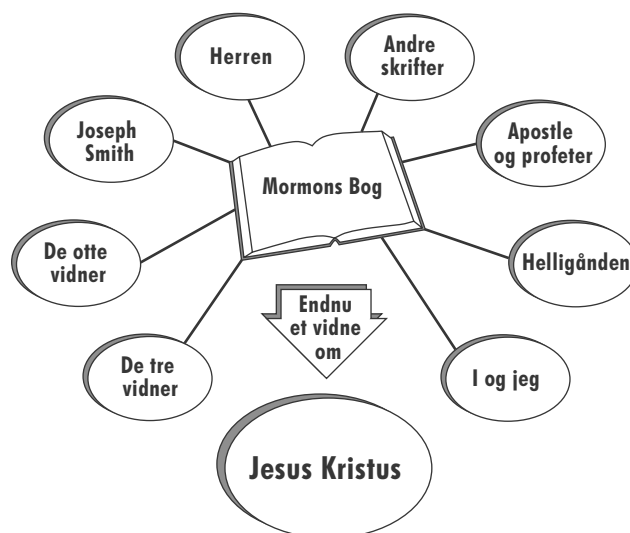 Herren
Andre
skrifter
Joseph
Smith
Apostle
og profeter
Mormons Bog
De otte
vidner
Helligånden
Endnu
et vidne
om
De tre
vidner
I og jeg
Jesus Kristus